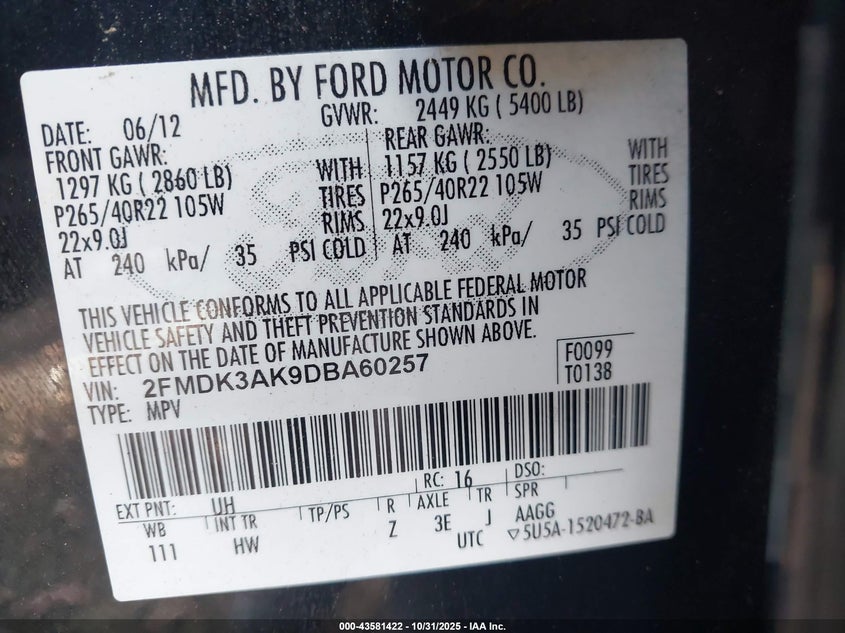 MFD. BY FORD MOTOR CO.
DATE: 06/12 GVWR: 2449 KG ( 5400 LB)
FRONT GAWR: REAR GAWR:
1297 KG ( 2860 LB) WITH 1157 KG ( 2550 LB) WITH
P265/40R22 105W TIRES P265/40R22 105W TIRES
22x9.0J RIMS 22x9.0J RIMS
AT 240 kPa/ 35 PSI COLD AT 240 kPa/ 35 PSI COLD
THIS VEHICLE CONFORMS TO ALL APPLICABLE FEDERAL MOTOR
VEHICLE SAFETY AND THEFT PREVENTION STANDARDS IN
EFFECT ON THE DATE OF MANUFACTURE SHOWN ABOVE.
VIN: 2FMDK3AK9DBA60257 F0099
TYPE: MPV T0138
EXT PNT: UH RC: 16 DSO:
WB INT TR TP/PS R AXLE TR SPR
111 HW Z 3E J AAGG
UTC ▽5U5A-1520472-BA
000-43581422 - 10/31/2025 - IAA Inc.